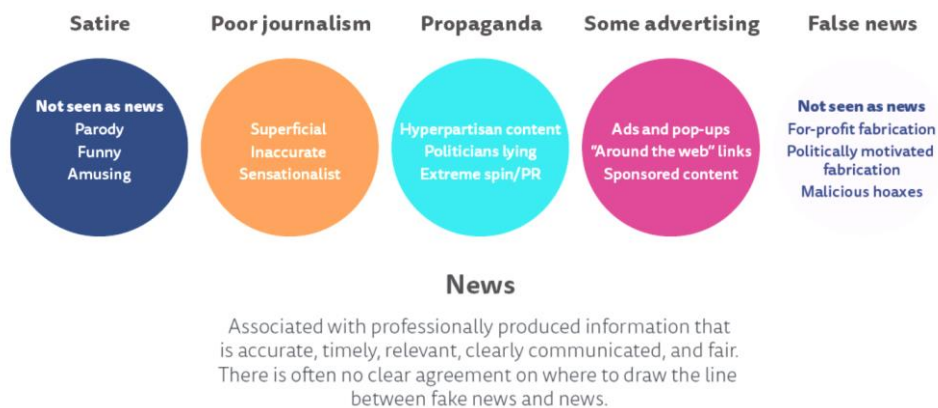 Satire
Poor journalism
Propaganda
Some advertising
False news
Not seen as news
Parody
Funny
Amusing
Superficial
Inaccurate
Sensationalist
Hyperpartisan content
Politicians lying
Extreme spin/PR
Ads and pop-ups
"Around the web" links
Sponsored content
Not seen as news
For-profit fabrication
Politically motivated
fabrication
Malicious hoaxes
News
Associated with professionally produced information that
is accurate, timely, relevant, clearly communicated, and fair.
There is often no clear agreement on where to draw the line
between fake news and news.